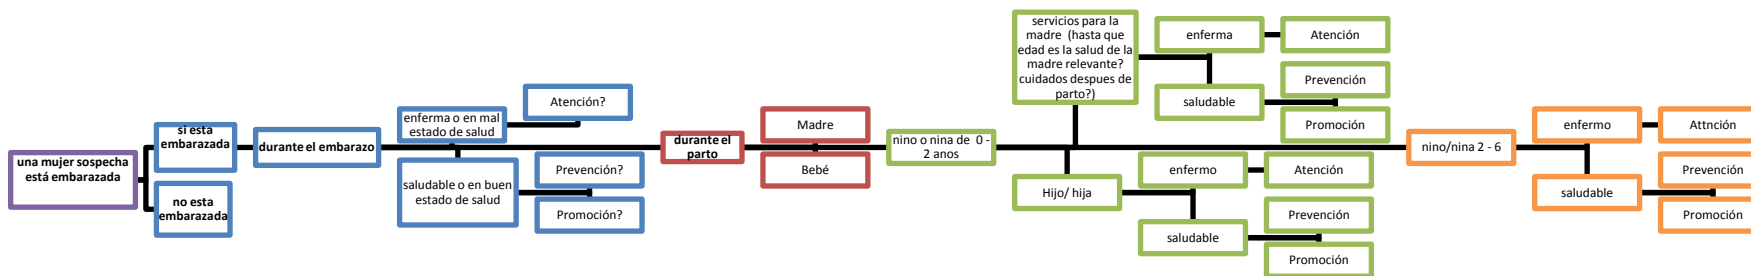 una mujer sospecha
está embarazada
si esta
embarazada
no esta
embarazada
durante el embarazo
enferma o en mal
estado de salud
Atención?
saludable o en buen
estado de salud
Prevención?
Promoción?
durante el
parto
Madre
Bebé
nino o nina de 0 -
2 anos
servicios para la
madre (hasta que
edad es la salud de la
madre relevante?
cuidados despues de
parto?)
enferma
Atención
saludable
Prevención
Promoción
Hijo/ hija
enfermo
Atención
saludable
Prevención
Promoción
nino/nina 2 - 6
enfermo
Attnción
saludable
Prevención
Promoción